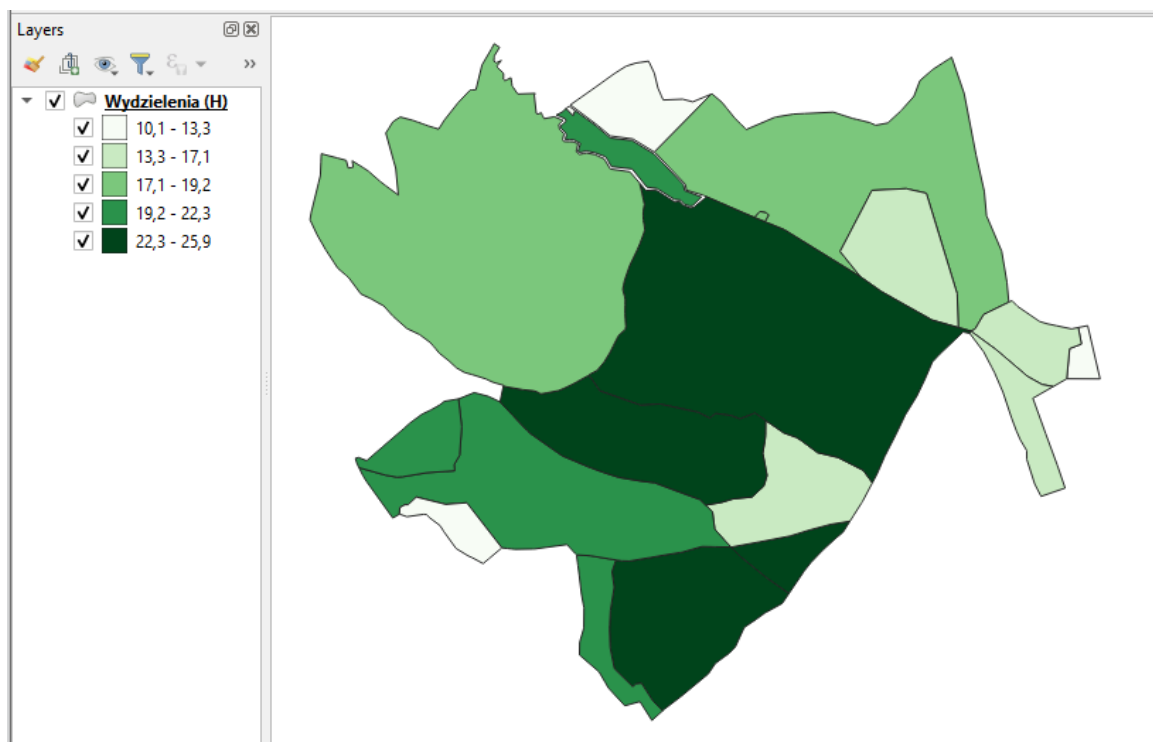 Layers
Wydzielenia (H)
10,1 - 13,3
13,3 - 17,1
17,1 - 19,2
19,2 - 22,3
22,3 - 25,9